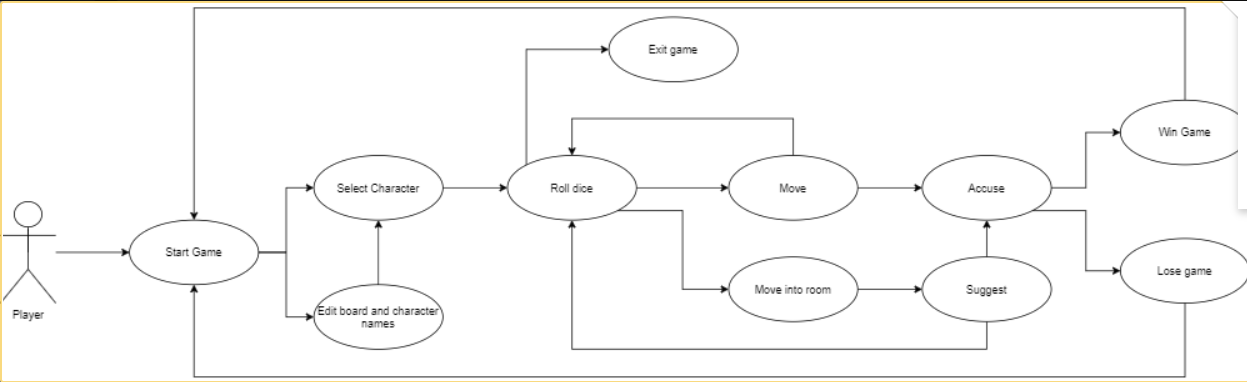 Exit game
Win Game
Select Character
Roll dice
Move
Accuse
Start Game
Lose game
Move into room
Suggest
Edit board and character
names
Player